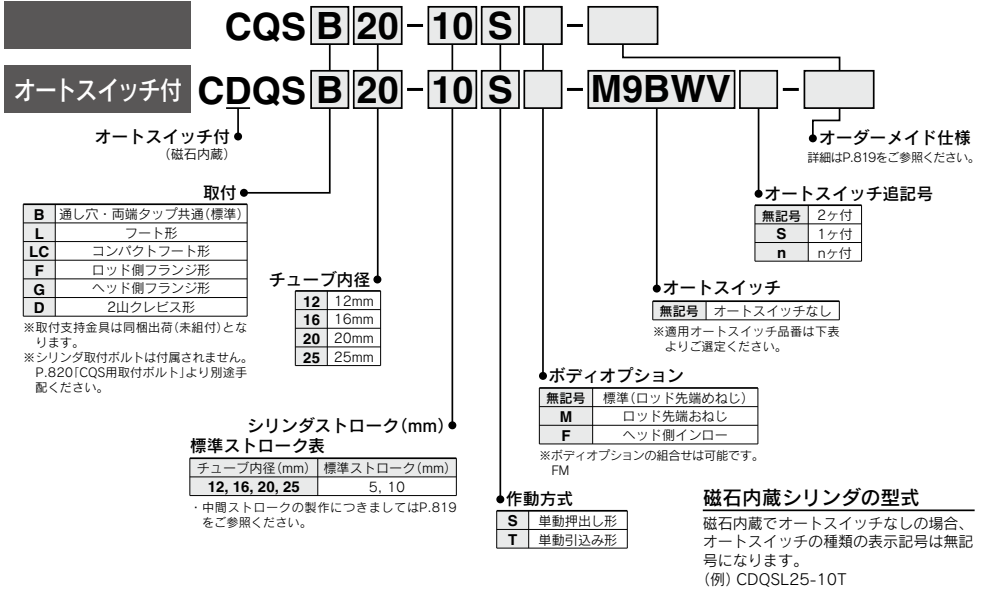 CQS B 20 - 10 S -
オートスイッチ付 CDQS B 20 - 10 S - M9BWV -
オートスイッチ付
(磁石内蔵)
取付
B 通し穴・両端タップ共通(標準)
L フート形
LC コンパクトフート形
F ロッド側フランジ形
G ヘッド側フランジ形
D 2山クレビス形
※取付支持金具は同梱出荷(未組付)とな
ります。
※シリンダ取付ボルトは付属されません。
P.820「CQS用取付ボルト」より別途手
配ください。
チューブ内径
12 12mm
16 16mm
20 20mm
25 25mm
シリンダストローク(mm)
標準ストローク表
チューブ内径(mm) 標準ストローク(mm)
12, 16, 20, 25 5, 10
・中間ストロークの製作につきましてはP.819
をご参照ください。
作動方式
S 単動押出し形
T 単動引込み形
ボディオプション
無記号 標準(ロッド先端めねじ)
M ロッド先端おねじ
F ヘッド側インロー
※ボディオプションの組合せは可能です。
FM
オートスイッチ
無記号 オートスイッチなし
※適用オートスイッチ品番は下表
よりご選定ください。
オートスイッチ追記号
無記号 2ヶ付
S 1ヶ付
n nヶ付
オーダーメイド仕様
詳細はP.819をご参照ください。
磁石内蔵シリンダの型式
磁石内蔵でオートスイッチなしの場合、
オートスイッチの種類の表示記号は無記
号になります。
(例) CDQSL25-10T